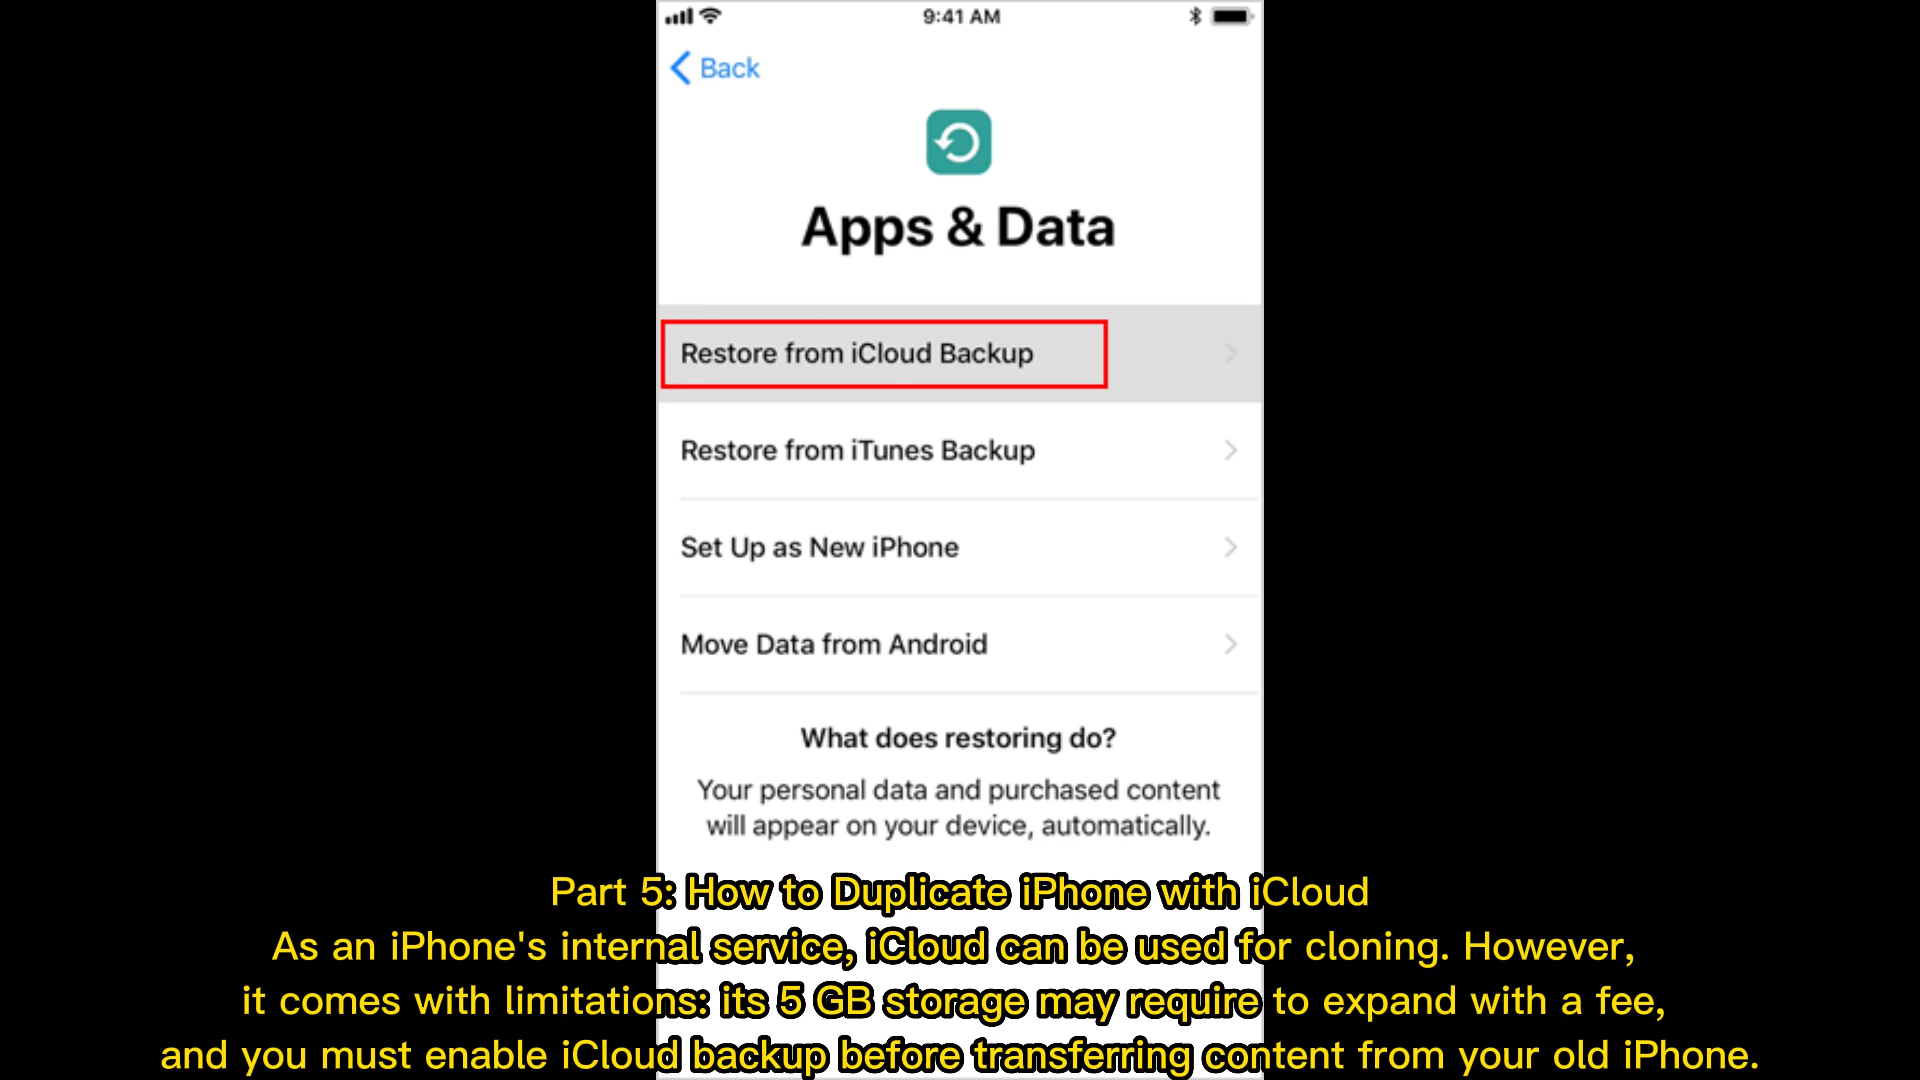 9:41 AM
Back
Apps & Data
Restore from iCloud Backup
Restore from iTunes Backup
Set Up as New iPhone
Move Data from Android
What does restoring do?
Your personal data and purchased content
will appear on your device, automatically.
Part 5: How to Duplicate iPhone with iCloud
As an iPhone's internal service, iCloud can be used for cloning. However,
it comes with limitations: its 5 GB storage may require to expand with a fee,
and you must enable iCloud backup before transferring content from your old iPhone.